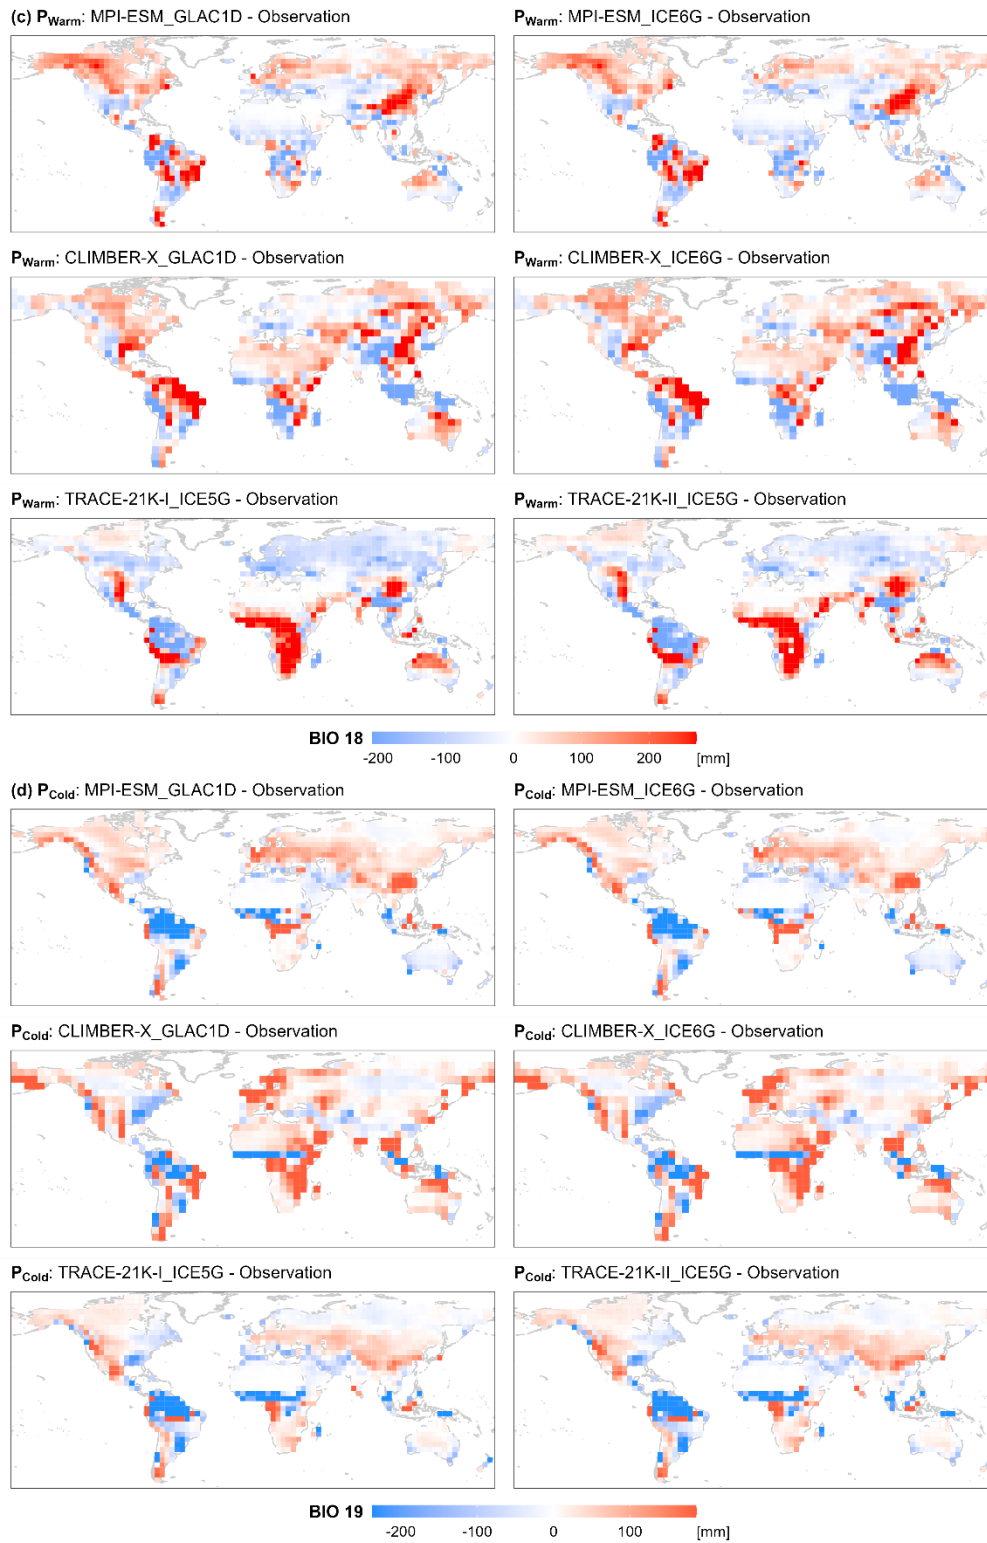 (c) PWarm: MPI-ESM_GLAC1D - Observation
PWarm: MPI-ESM_ICE6G - Observation
PWarm: CLIMBER-X_GLAC1D - Observation
PWarm: CLIMBER-X_ICE6G - Observation
PWarm: TRACE-21K-I_ICE5G - Observation
PWarm: TRACE-21K-II_ICE5G - Observation
BIO 18
-200 -100 0 100 200 [mm]
(d) PCold: MPI-ESM_GLAC1D - Observation
PCold: MPI-ESM_ICE6G - Observation
PCold: CLIMBER-X_GLAC1D - Observation
PCold: CLIMBER-X_ICE6G - Observation
PCold: TRACE-21K-I_ICE5G - Observation
PCold: TRACE-21K-II_ICE5G - Observation
BIO 19
-200 -100 0 100 [mm]